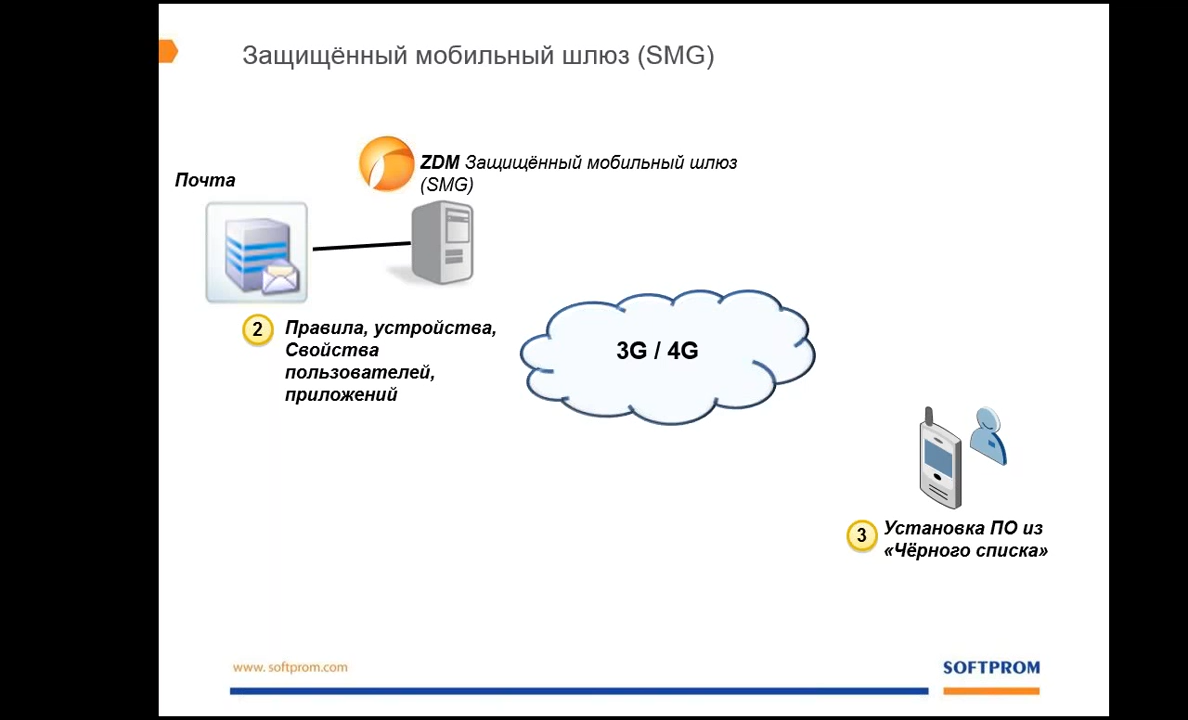 Защищённый мобильный шлюз (SMG)
ZDM Защищённый мобильный шлюз
(SMG)
Почта
2
Правила, устройства,
Свойства
пользователей,
приложений
3G / 4G
3
Установка ПО из
«Чёрного списка»
www. softprom.com
SOFTPROM